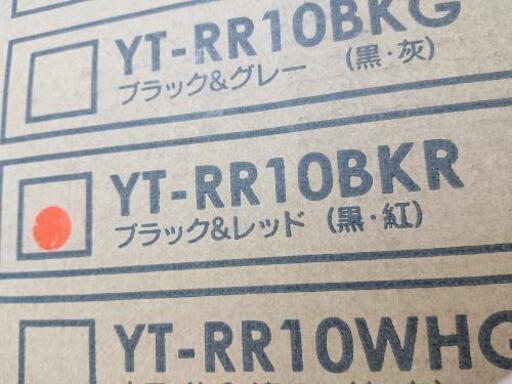 YT-RR10BKG
ブラック&グレー (黒・灰)
YT-RR10BKR
ブラック&レッド (黒・紅)
YT-RR10WHG